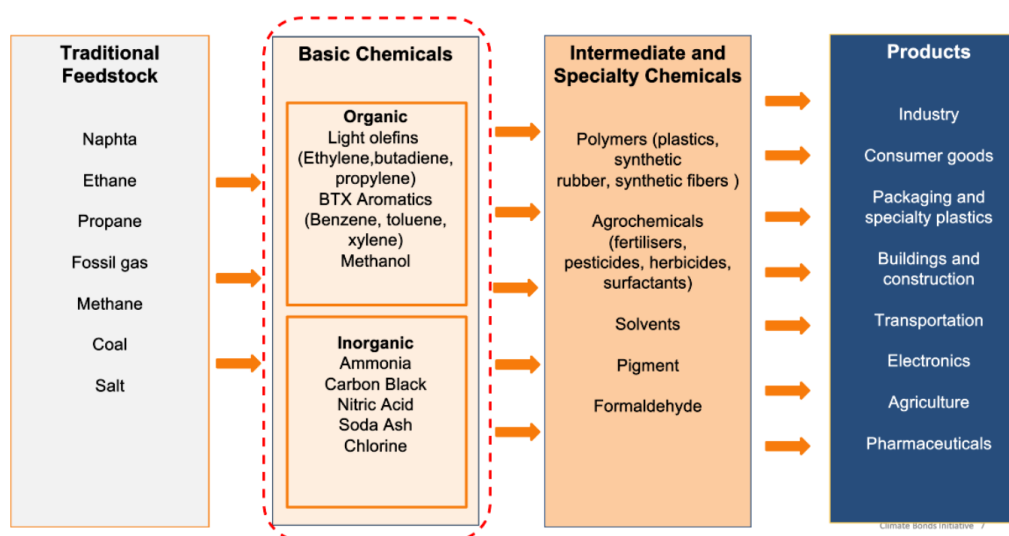 Traditional
Feedstock
Naphta
Ethane
Propane
Fossil gas
Methane
Coal
Salt
Basic Chemicals
Organic
Light olefins
(Ethylene,butadiene,
propylene)
BTX Aromatics
(Benzene, toluene,
xylene)
Methanol
Inorganic
Ammonia
Carbon Black
Nitric Acid
Soda Ash
Chlorine
Intermediate and
Specialty Chemicals
Polymers (plastics,
synthetic
rubber, synthetic fibers )
Agrochemicals
(fertilisers,
pesticides, herbicides,
surfactants)
Solvents
Pigment
Formaldehyde
Products
Industry
Consumer goods
Packaging and
specialty plastics
Buildings and
construction
Transportation
Electronics
Agriculture
Pharmaceuticals
Climate Bonds Initiative 7